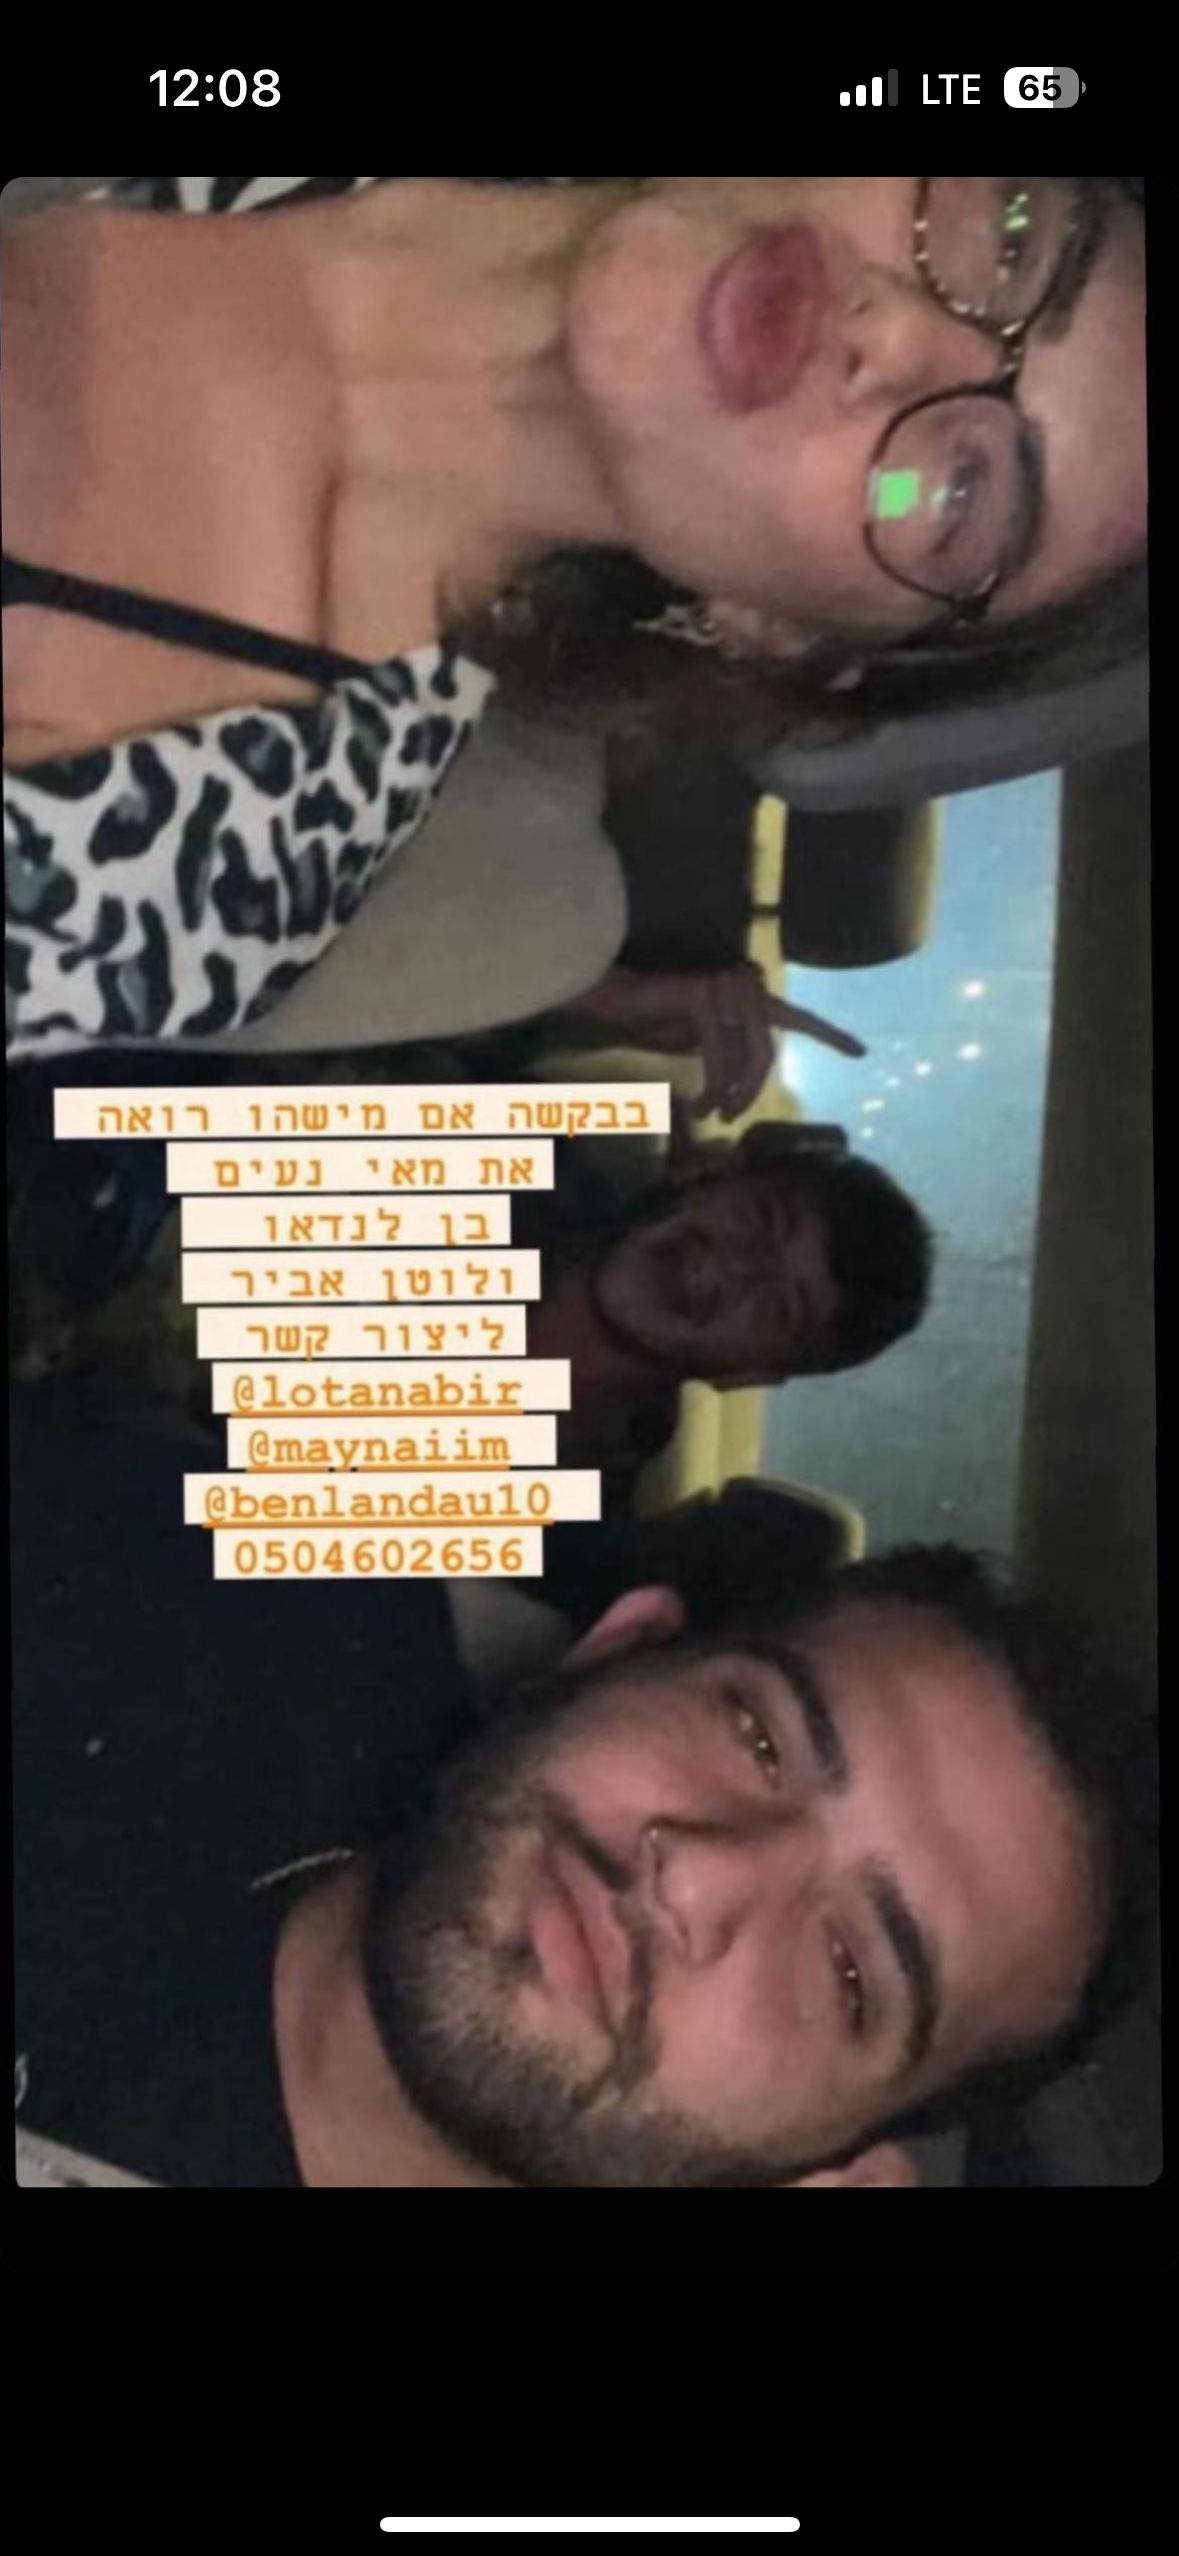 12:08
LTE
65
בבקשה אם מישהו רואה
את מאי נעים
בן לנדאו
ולוטן אביר
ליצור קשר
@lotanabir
@maynaiim
@benlandau10
0504602656